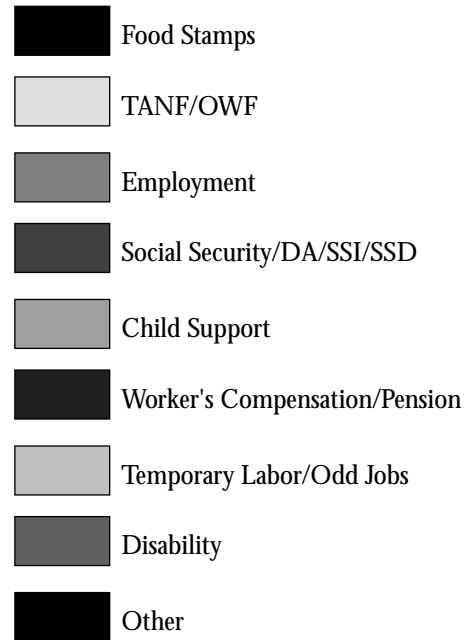 Food Stamps
TANF/OWF
Employment
Social Security/DA/SSI/SSD
Child Support
Worker's Compensation/Pension
Temporary Labor/Odd Jobs
Disability
Other